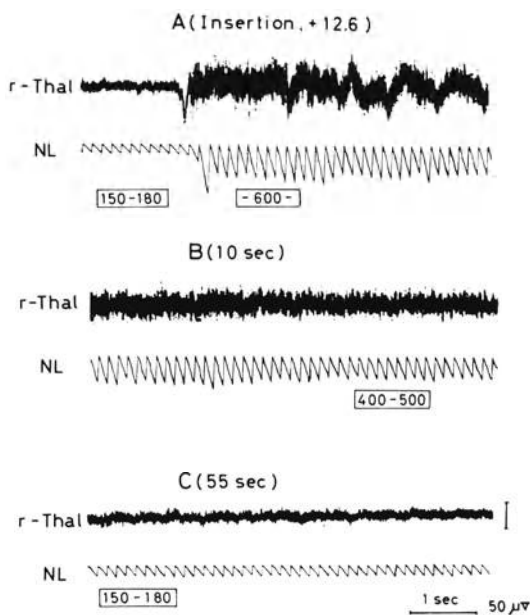 A (Insertion, +12.6)
r-Thal
NL
150-180
-600-
B (10 sec)
r-Thal
NL
400-500
C (55 sec)
r-Thal
NL
150-180
1 sec
50 μv